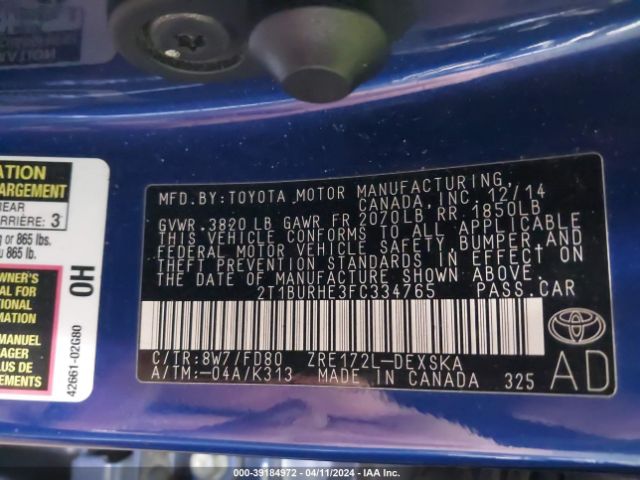 ATION
ARGEMENT
REAR
ARRIÈRE: 3
g or 865 lbs.
u 865 lb.
WNER'S
AL FOR
TIONAL
MATION
MANUEL
AGER
LUS DE
NEMENTS
OH
42661-02G80
MFD.BY:TOYOTA MOTOR MANUFACTURING
CANADA, INC. 12/14
GVWR 3820 LB GAWR FR 2070LB RR 1850LB
THIS VEHICLE CONFORMS TO ALL APPLICABLE
FEDERAL MOTOR VEHICLE SAFETY, BUMPER,AND
THEFT PREVENTION STANDARDS IN EFFECT ON
THE DATE OF MANUFACTURE SHOWN ABOVE.
2T1BURHE3FC334765 PASS.CAR
C/TR:8W7/FD80 ZRE172L-DEXSKA
A/TM:-04A/K313 MADE IN CANADA 325
AD
000-39184972 - 04/11/2024 - IAA Inc.